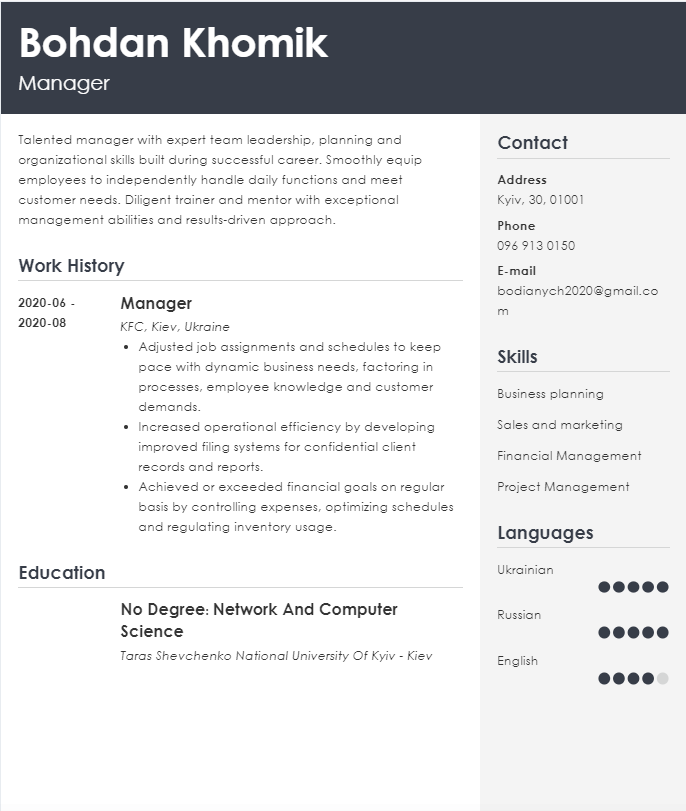 Bohdan Khomik
Manager
Talented manager with expert team leadership, planning and
organizational skills built during successful career. Smoothly equip
employees to independently handle daily functions and meet
customer needs. Diligent trainer and mentor with exceptional
management abilities and results-driven approach.
Work History
2020-06 -
2020-08
Manager
KFC, Kiev, Ukraine
• Adjusted job assignments and schedules to keep
pace with dynamic business needs, factoring in
processes, employee knowledge and customer
demands.
• Increased operational efficiency by developing
improved filing systems for confidential client
records and reports.
• Achieved or exceeded financial goals on regular
basis by controlling expenses, optimizing schedules
and regulating inventory usage.
Education
No Degree: Network And Computer
Science
Taras Shevchenko National University Of Kyiv - Kiev
Contact
Address
Kyiv, 30, 01001
Phone
096 913 0150
E-mail
bodianych2020@gmail.co
m
Skills
Business planning
Sales and marketing
Financial Management
Project Management
Languages
Ukrainian
Russian
English